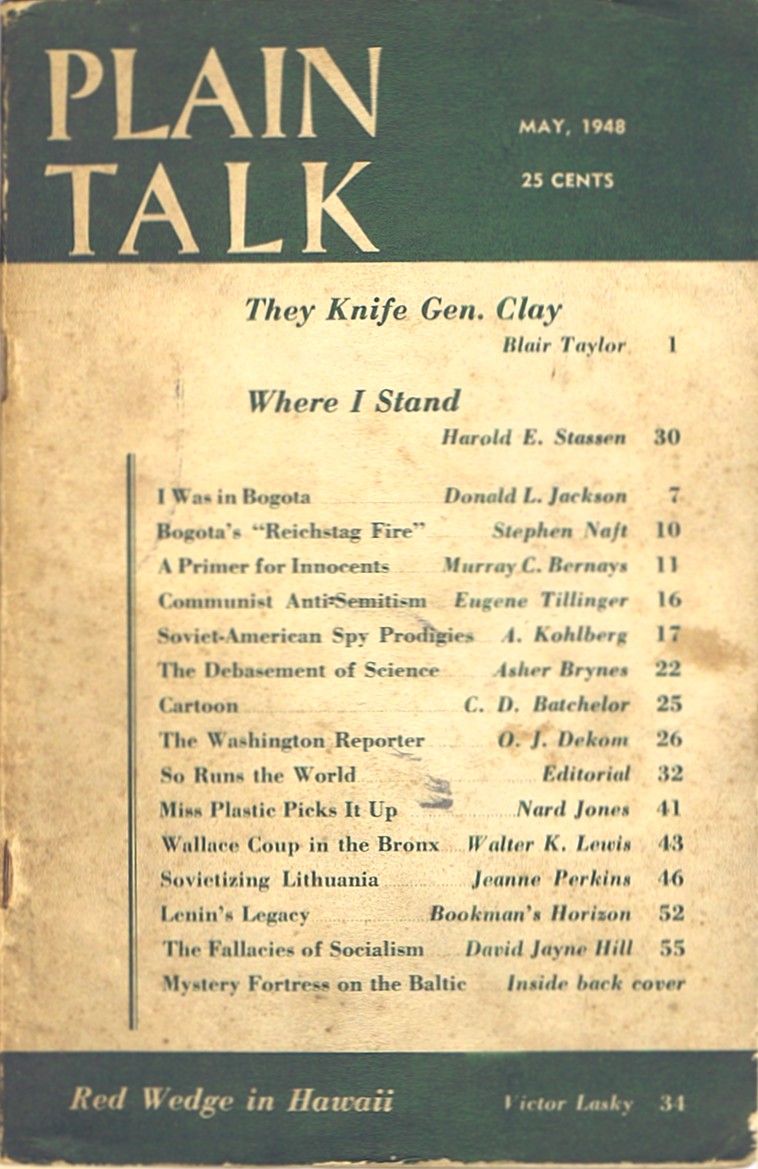 PLAIN
TALK
MAY, 1948
25 CENTS
They Knife Gen. Clay
Blair Taylor 1
Where I Stand
Harold E. Stassen 30
I Was in Bogota Donald L. Jackson 7
Bogota's "Reichstag Fire" Stephen Naft 10
A Primer for Innocents Murray C. Bernays 11
Communist Anti-Semitism Eugene Tillinger 16
Soviet-American Spy Prodigies A. Kohlberg 17
The Debasement of Science Asher Brynes 22
Cartoon C. D. Batchelor 25
The Washington Reporter O. J. Dekom 26
So Runs the World Editorial 32
Miss Plastic Picks It Up Nard Jones 41
Wallace Coup in the Bronx Walter K. Lewis 43
Sovietizing Lithuania Jeanne Perkins 46
Lenin's Legacy Bookman's Horizon 52
The Fallacies of Socialism David Jayne Hill 55
Mystery Fortress on the Baltic Inside back cover
Red Wedge in Hawaii Victor Lasky 34